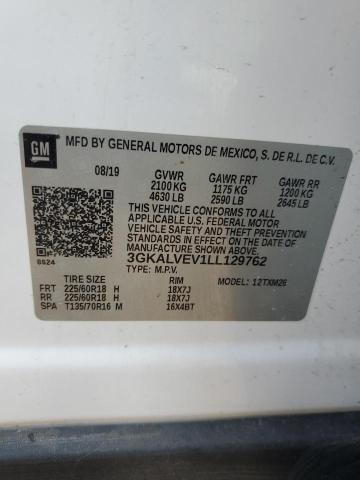 GM
MFD BY GENERAL MOTORS DE MEXICO, S. DE R.L. DE C.V.
08/19 GVWR GAWR FRT GAWR RR
2100 KG 1175 KG 1200 KG
4630 LB 2590 LB 2645 LB
THIS VEHICLE CONFORMS TO ALL
APPLICABLE U.S. FEDERAL MOTOR
VEHICLE SAFETY AND THEFT
PREVENTION STANDARDS IN EFFECT
ON THE DATE OF MANUFACTURE
SHOWN ABOVE.
3GKALVEV1LL129762
TYPE: M.P.V. MODEL: 12TXM26
6624
TIRE SIZE RIM
FRT 225/60R18 H 18X7J
RR 225/60R18 H 18X7J
SPA T135/70R16 M 16X4BT